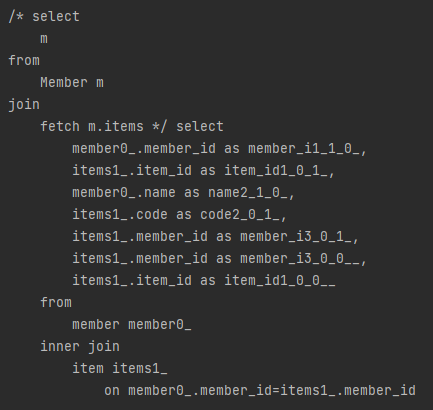 /* select
m
from
Member m
join
fetch m.items */ select
member0_.member_id as member_i1_1_0_,
items1_.item_id as item_id1_0_1_,
member0_.name as name2_1_0_,
items1_.code as code2_0_1_,
items1_.member_id as member_i3_0_1_,
items1_.member_id as member_i3_0_0__,
items1_.item_id as item_id1_0_0__
from
member member0_
inner join
item items1_
on member0_.member_id=items1_.member_id